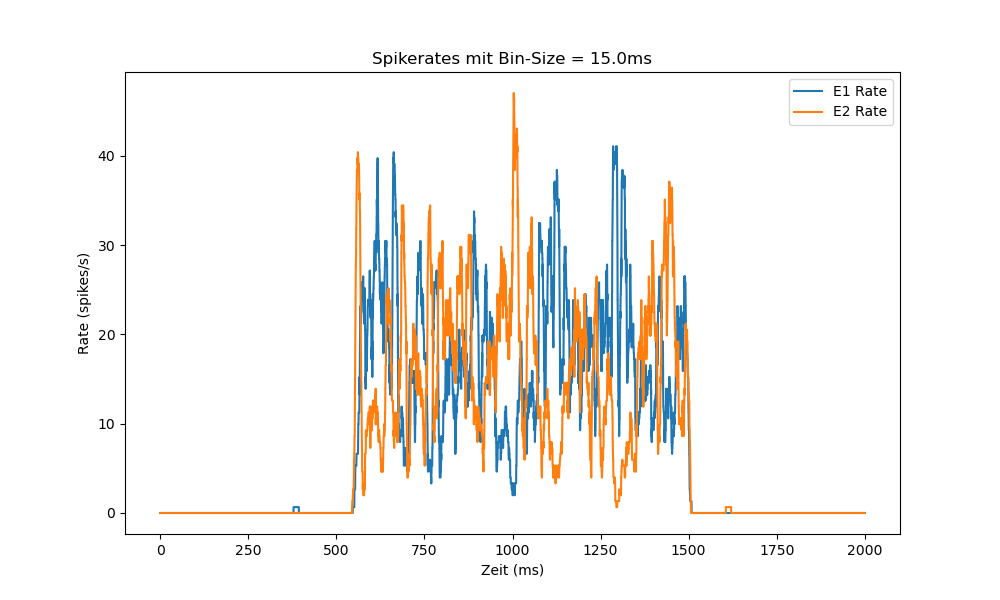 Spikerates mit Bin-Size = 15.0ms
E1 Rate
E2 Rate
Rate (spikes/s)
40
30
20
10
0
0 250 500 750 1000 1250 1500 1750 2000
Zeit (ms)